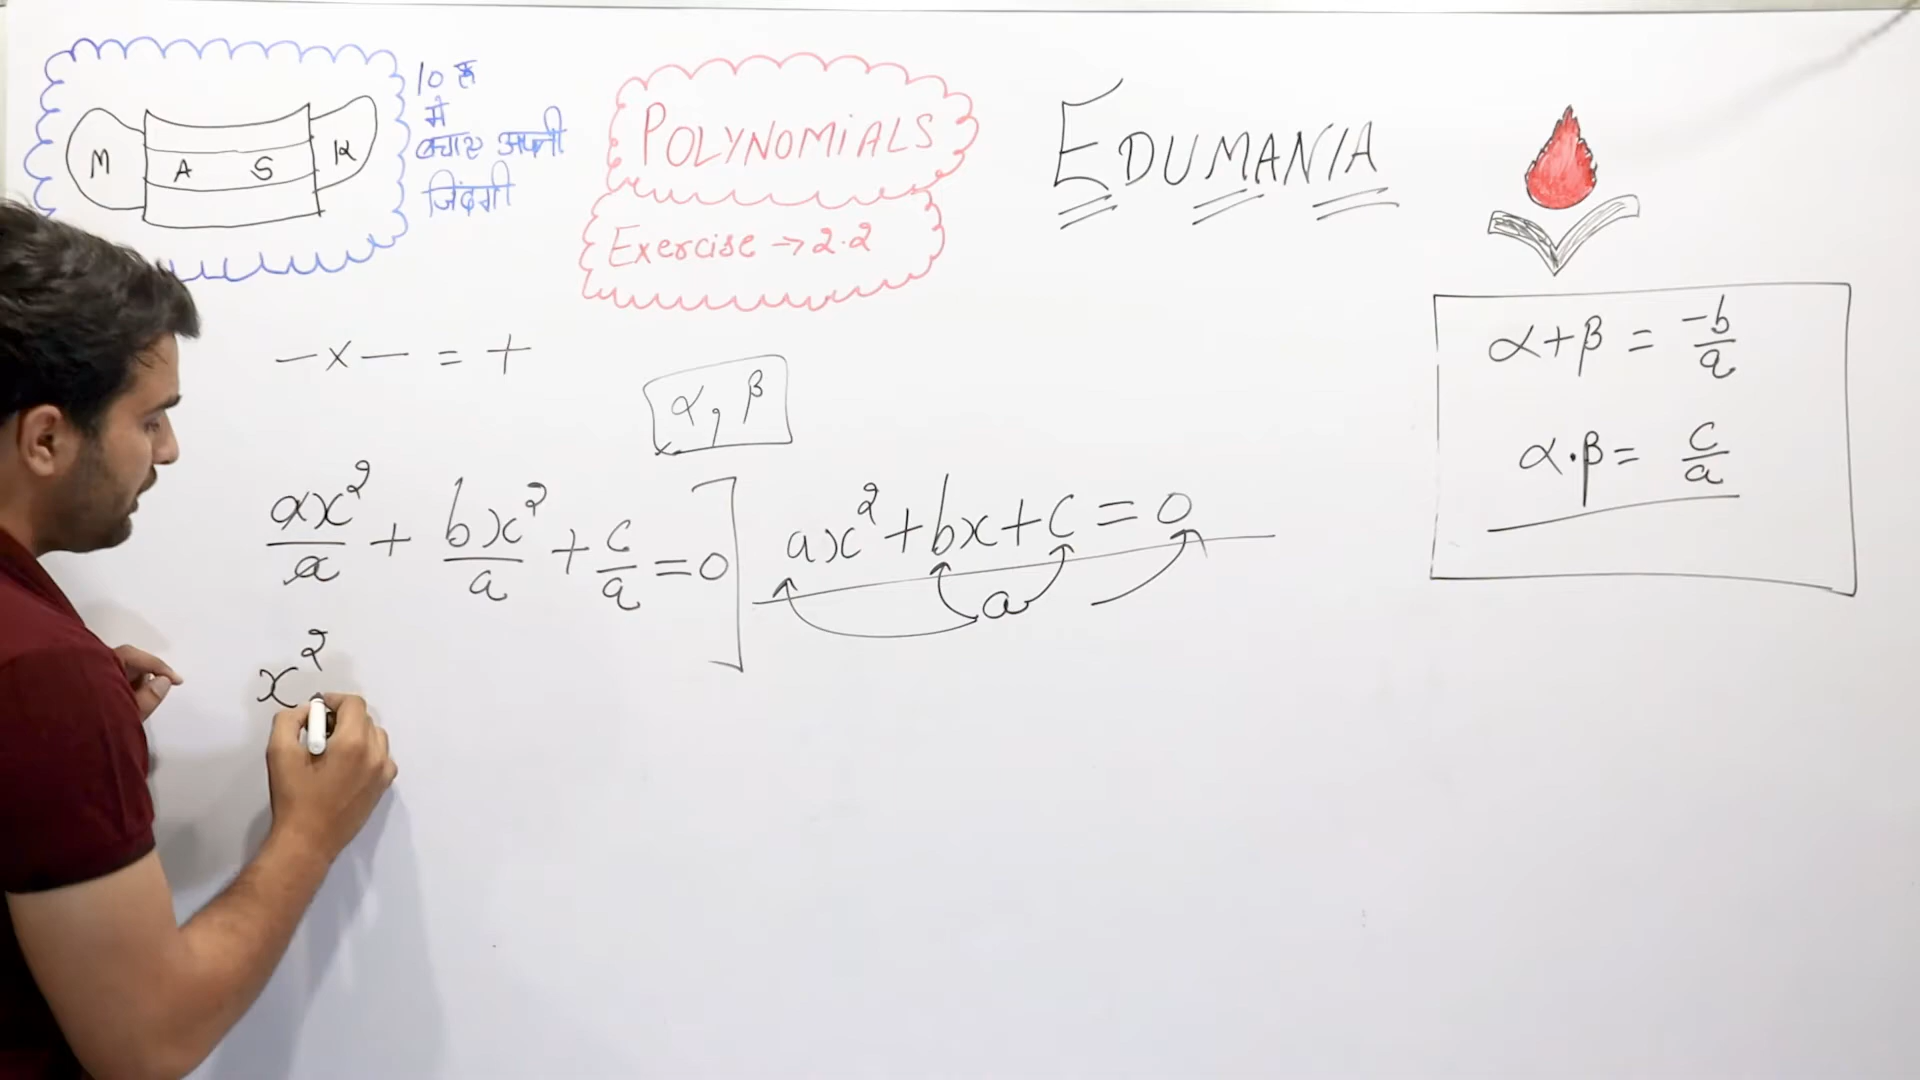 M A S K
10 रु
में
बचाए अपनी
जिंदगी
POLYNOMIALS
Exercise → 2.2
EDUMANIA
α+β = -b/a
α.β = c/a
— x — = +
α, β
ax²/a + bx²/a + c/a = 0
ax² + bx + c = 0
a
x²